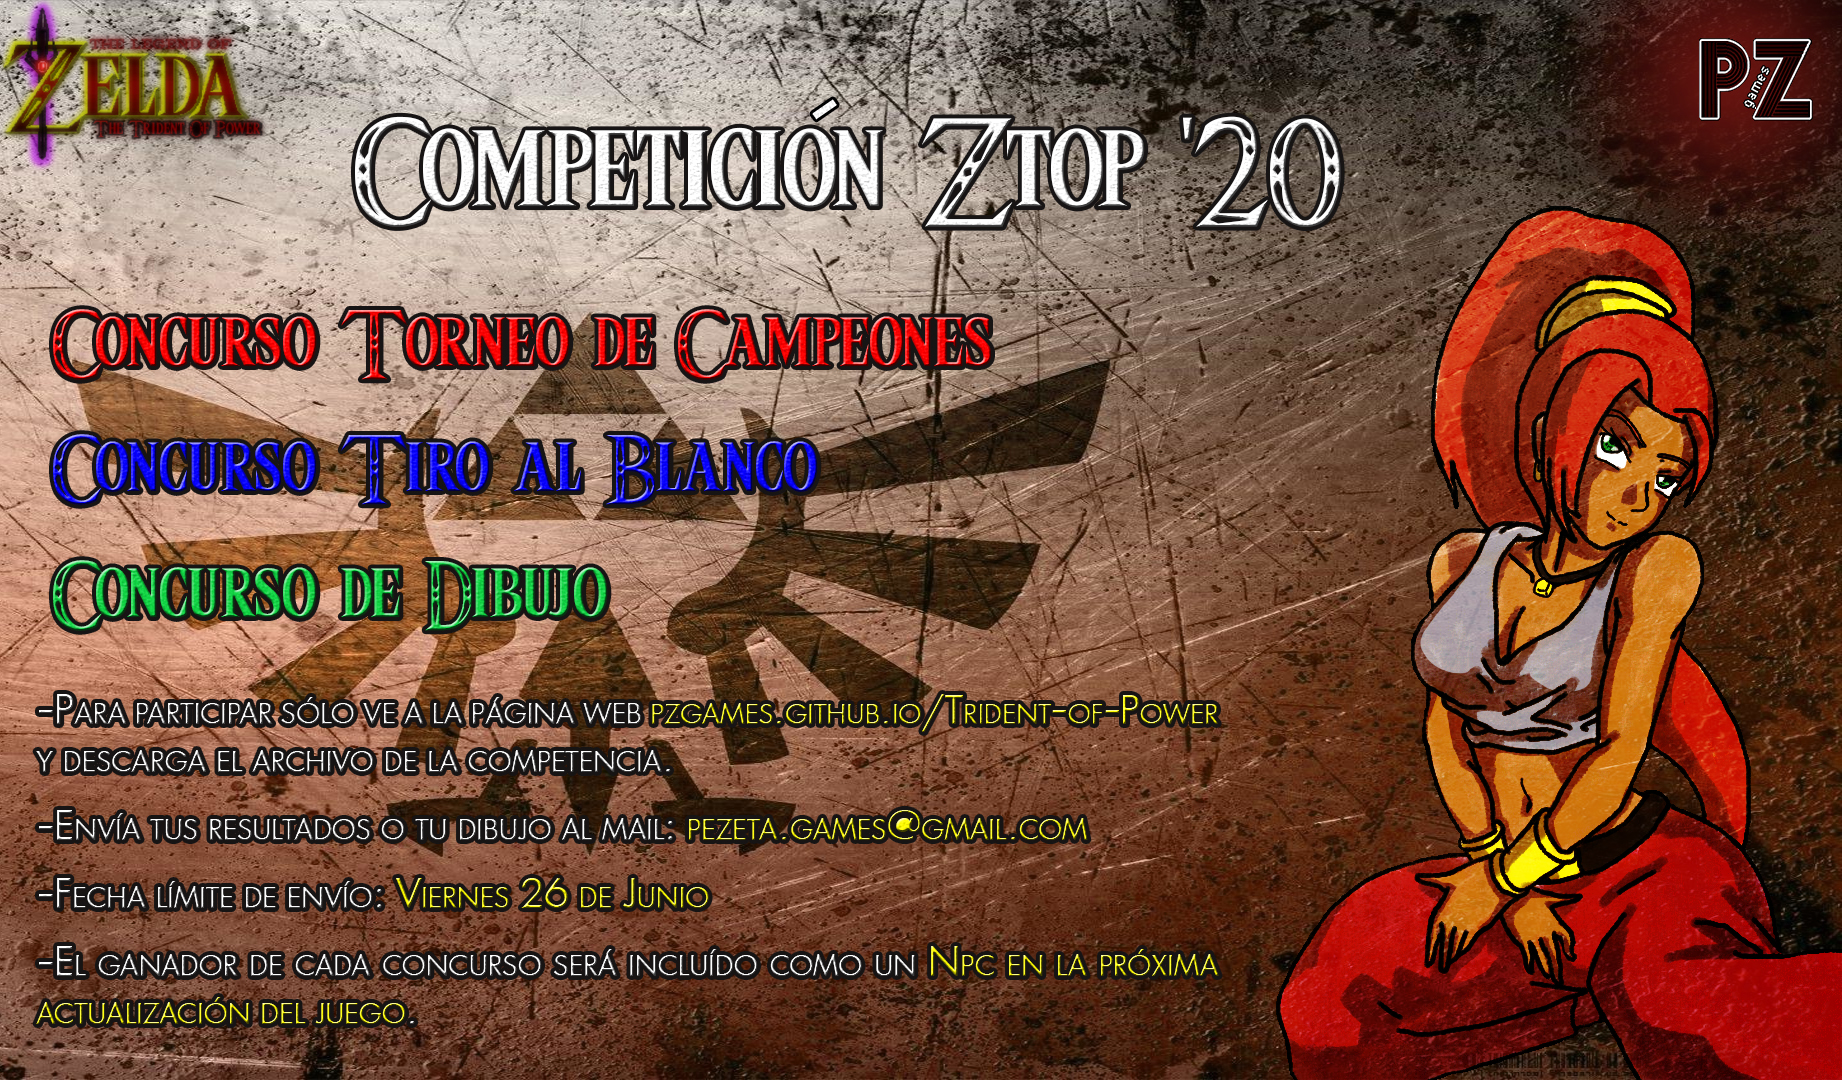 The Legend of
Zelda
The Trident Of Power
PZ
games
Competición Ztop '20
Concurso Torneo de Campeones
Concurso Tiro al Blanco
Concurso de Dibujo
-Para participar sólo ve a la página web pzgames.github.io/Trident-of-Power
y descarga el archivo de la competencia.
-Envía tus resultados o tu dibujo al mail: pezeta.games@gmail.com
-Fecha límite de envío: Viernes 26 de Junio
-El ganador de cada concurso será incluído como un Npc en la próxima
actualización del juego.